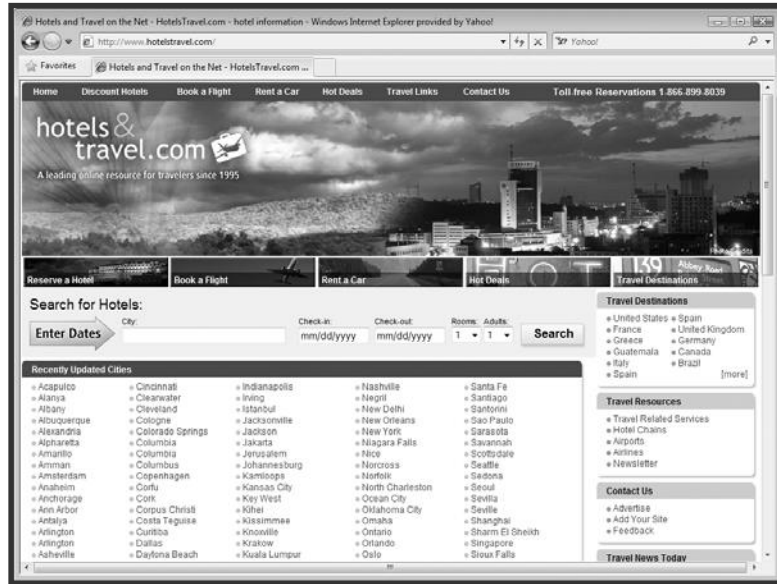 Hotels and Travel on the Net - HotelsTravel.com - hotel information - Windows Internet Explorer provided by Yahoo!
http://www.hotelstravel.com/
Yahoo!
Favorites
Hotels and Travel on the Net - HotelsTravel.com ...
Home Discount Hotels Book a Flight Rent a Car Hot Deals Travel Links Contact Us Toll-free Reservations 1-866-899-8039
hotels &
travel.com
A leading online resource for travelers since 1995
Reserve a Hotel Book a Flight Rent a Car Hot Deals Travel Destinations
Search for Hotels:
Enter Dates
City: Check-in: Check-out: Rooms: Adults:
mm/dd/yyyy mm/dd/yyyy 1 1 Search
Recently Updated Cities
Acapulco Cincinnati Indianapolis Nashville Santa Fe
Alanya Clearwater Irving Negril Santiago
Albany Cleveland Istanbul New Delhi Santorini
Albuquerque Cologne Jacksonville New Orleans Sao Paulo
Alexandria Colorado Springs Jackson New York Sarasota
Alpharetta Columbia Jakarta Niagara Falls Savannah
Amarillo Columbia Jerusalem Nice Scottsdale
Amman Columbus Johannesburg Norcross Seattle
Amsterdam Copenhagen Kamloops Norfolk Sedona
Anaheim Corfu Kansas City North Charleston Seoul
Anchorage Cork Key West Ocean City Sevilla
Ann Arbor Corpus Christi Kihei Oklahoma City Seville
Antalya Costa Teguise Kissimmee Omaha Shanghai
Arlington Curitiba Knoxville Ontario Sharm El Sheikh
Arlington Dallas Krakow Orlando Singapore
Asheville Daytona Beach Kuala Lumpur Oslo Sioux Falls
Travel Destinations
United States Spain
France United Kingdom
Greece Germany
Guatemala Canada
Italy Brazil
Spain [more]
Travel Resources
Travel Related Services
Hotel Chains
Airports
Airlines
Newsletter
Contact Us
Advertise
Add Your Site
Feedback
Travel News Today